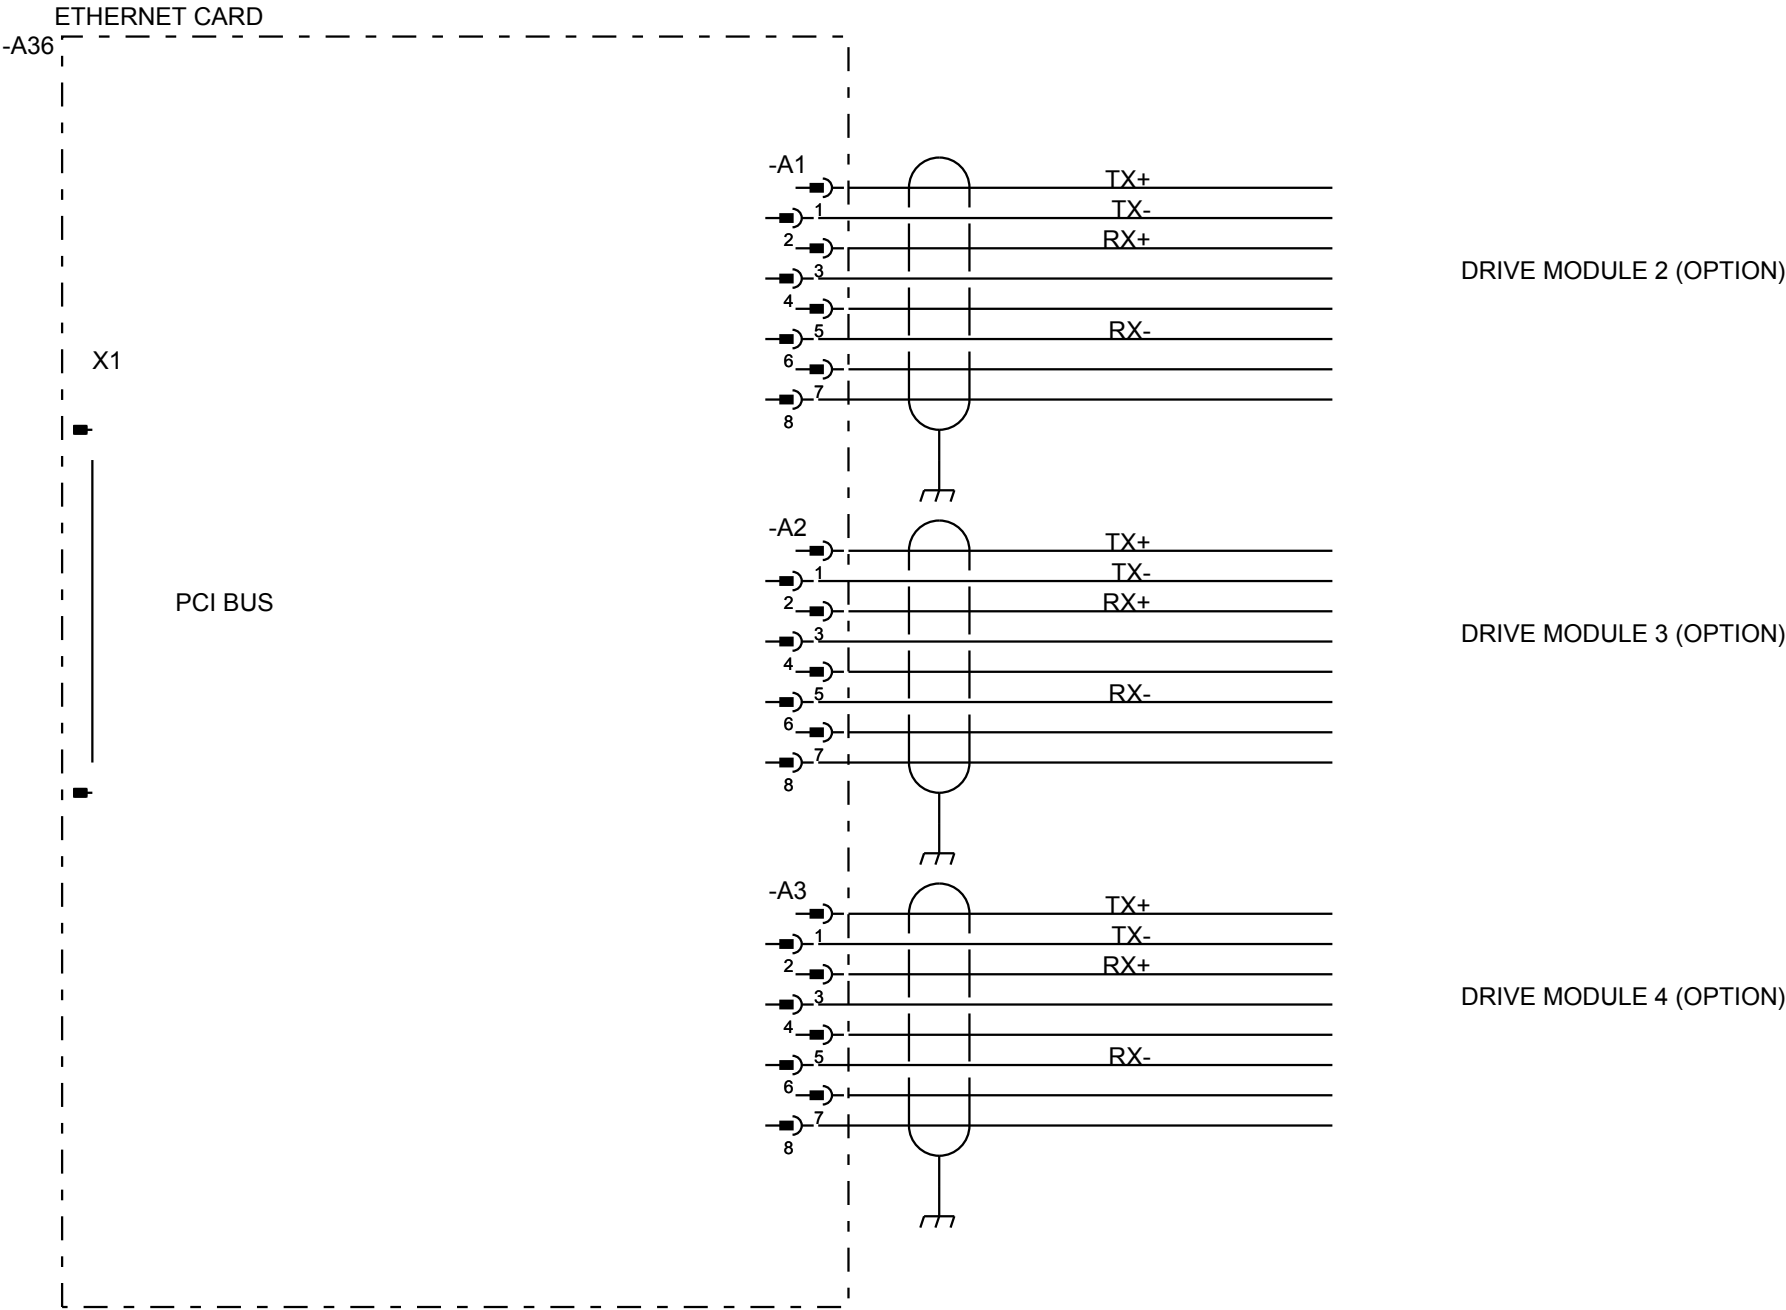 ETHERNET CARD
-A36
-A1
TX+
1
TX-
2
RX+
3
DRIVE MODULE 2 (OPTION)
4
5
RX-
6
X1
7
8
-A2
TX+
1
TX-
2
RX+
PCI BUS
3
DRIVE MODULE 3 (OPTION)
4
5
RX-
6
7
8
-A3
TX+
1
TX-
2
RX+
3
DRIVE MODULE 4 (OPTION)
4
5
RX-
6
7
8